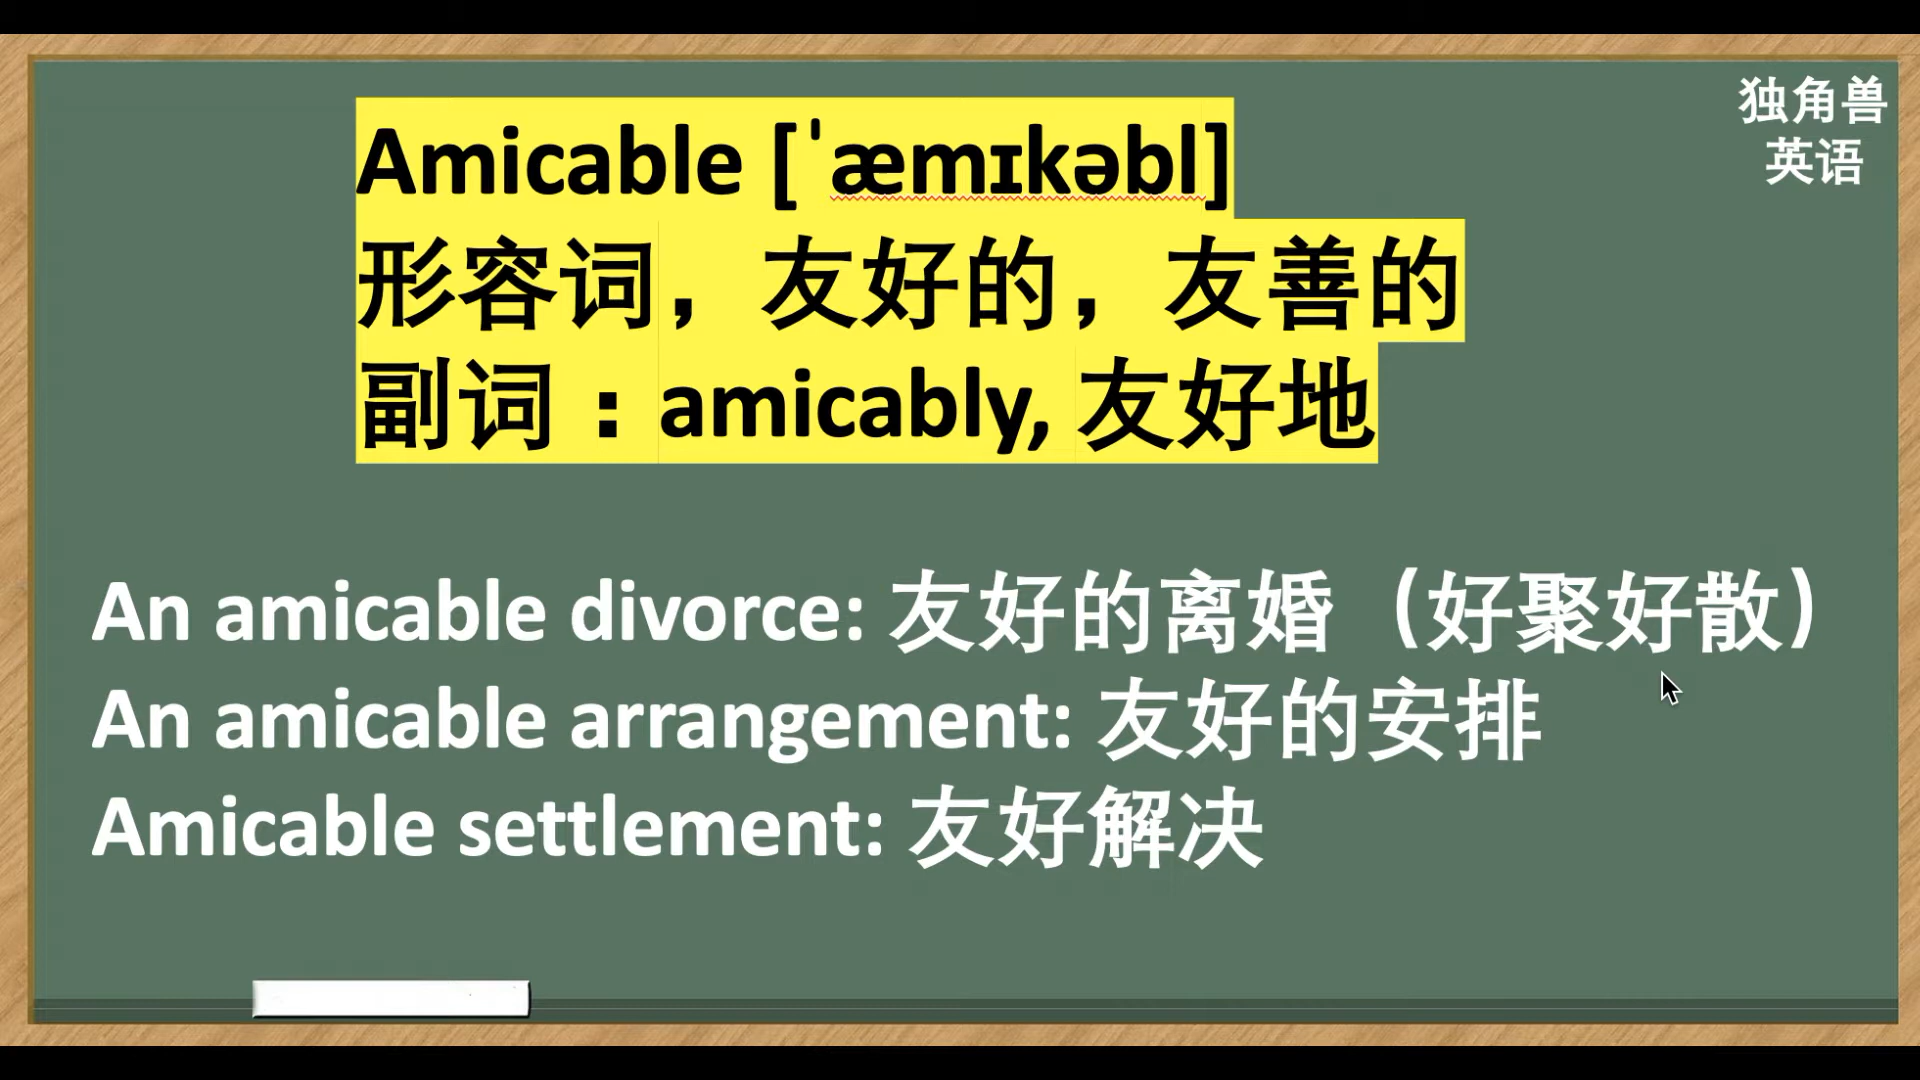 独角兽
英语
Amicable [ˈæmɪkəbl]
形容词，友好的，友善的
副词：amicably, 友好地
An amicable divorce: 友好的离婚（好聚好散）
An amicable arrangement: 友好的安排
Amicable settlement: 友好解决